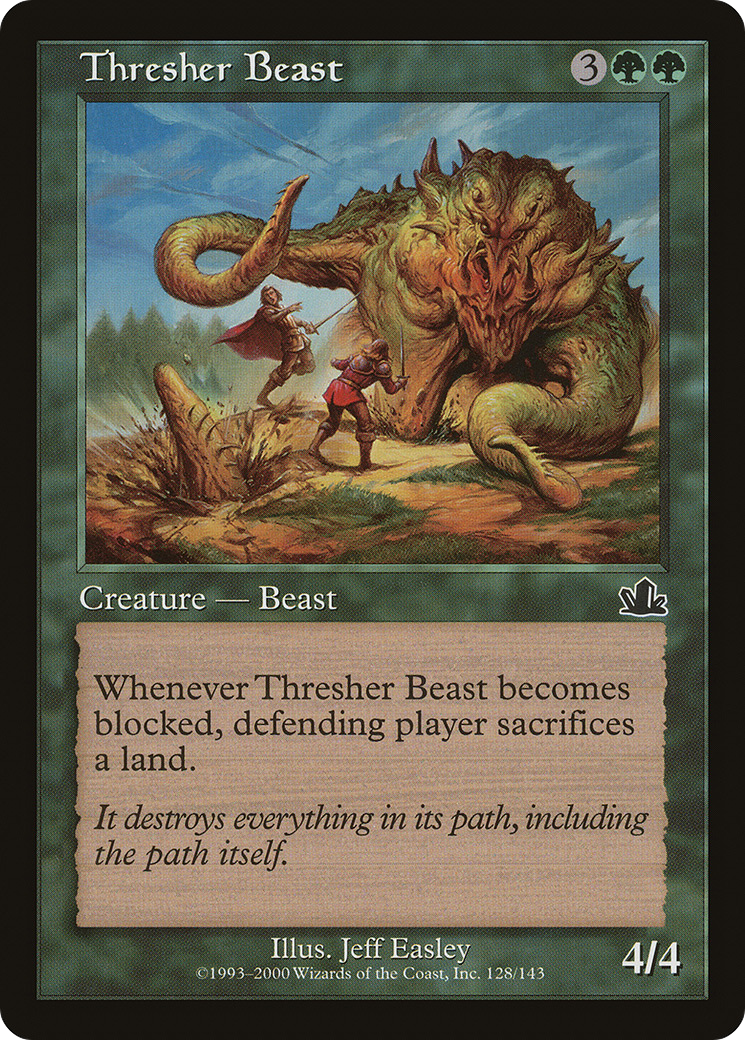 Thresher Beast 3
Creature — Beast
Whenever Thresher Beast becomes
blocked, defending player sacrifices
a land.
It destroys everything in its path, including
the path itself.
Illus. Jeff Easley
©1993–2000 Wizards of the Coast, Inc. 128/143
4/4